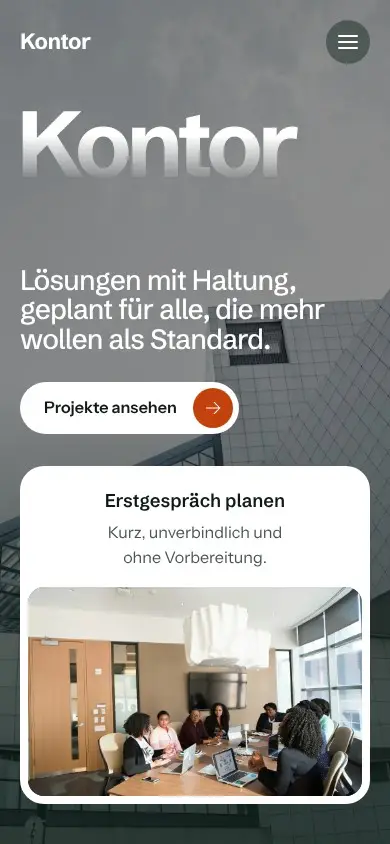 Kontor
Kontor
Lösungen mit Haltung,
geplant für alle, die mehr
wollen als Standard.
Projekte ansehen
Erstgespräch planen
Kurz, unverbindlich und
ohne Vorbereitung.